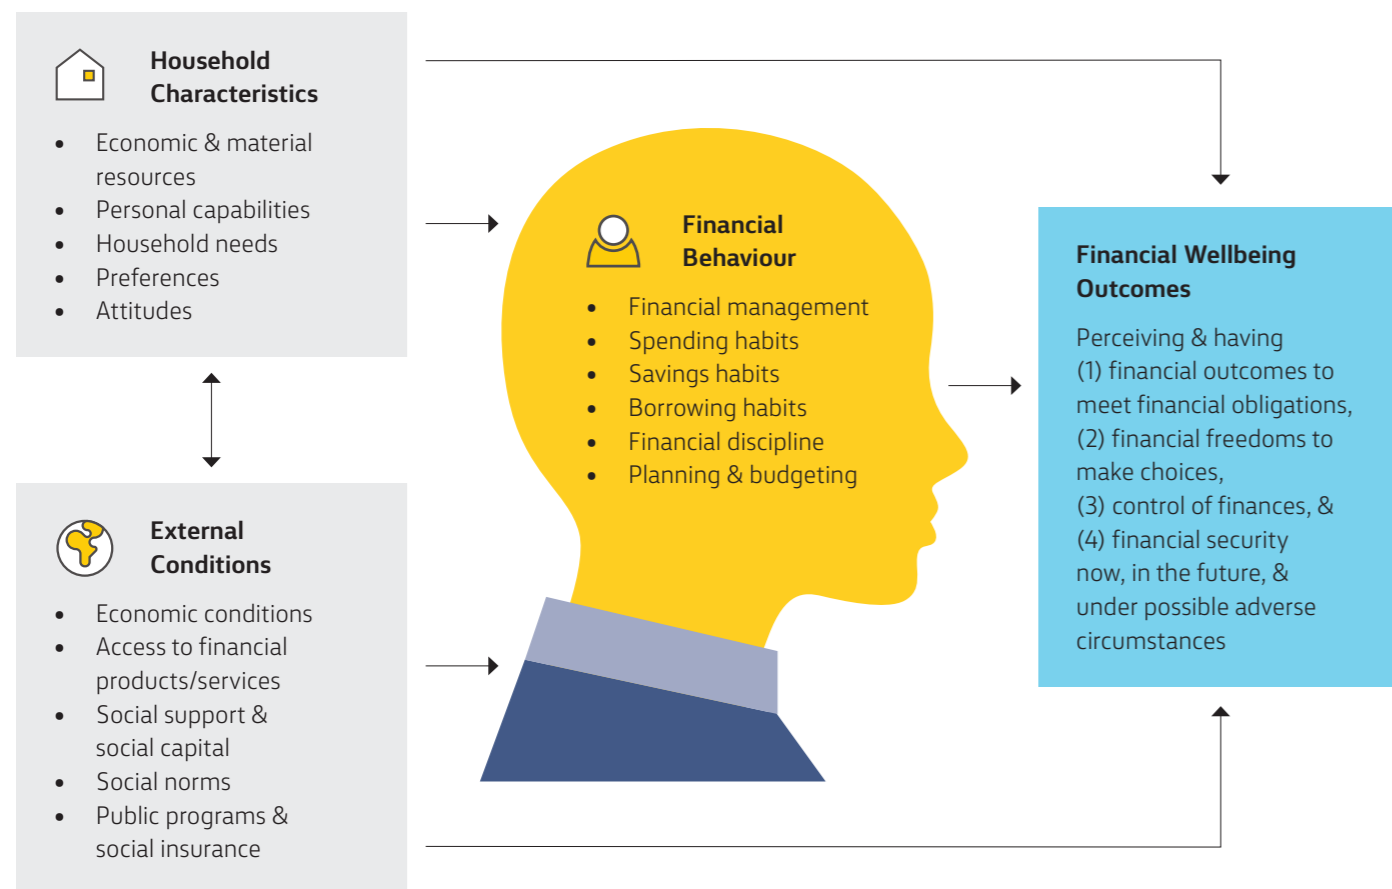 Household
Characteristics
• Economic & material
resources
• Personal capabilities
• Household needs
• Preferences
• Attitudes
External
Conditions
• Economic conditions
• Access to financial
products/services
• Social support &
social capital
• Social norms
• Public programs &
social insurance
Financial
Behaviour
• Financial management
• Spending habits
• Savings habits
• Borrowing habits
• Financial discipline
• Planning & budgeting
Financial Wellbeing
Outcomes
Perceiving & having
(1) financial outcomes to
meet financial obligations,
(2) financial freedoms to
make choices,
(3) control of finances, &
(4) financial security
now, in the future, &
under possible adverse
circumstances